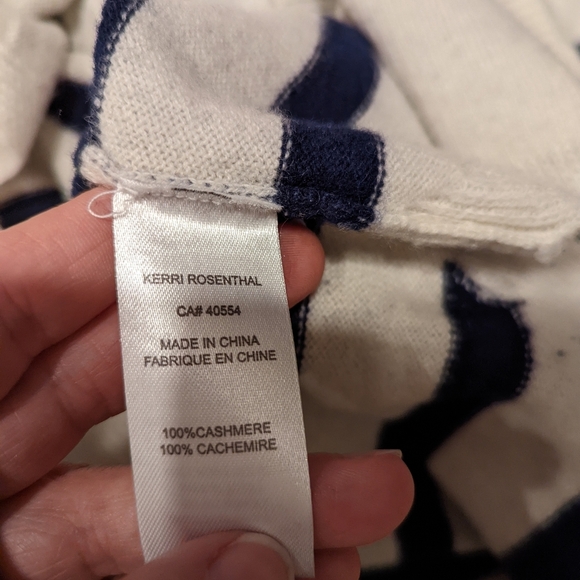 KERRI ROSENTHAL
CA# 40554
MADE IN CHINA
FABRIQUE EN CHINE
100%CASHMERE
100% CACHEMIRE